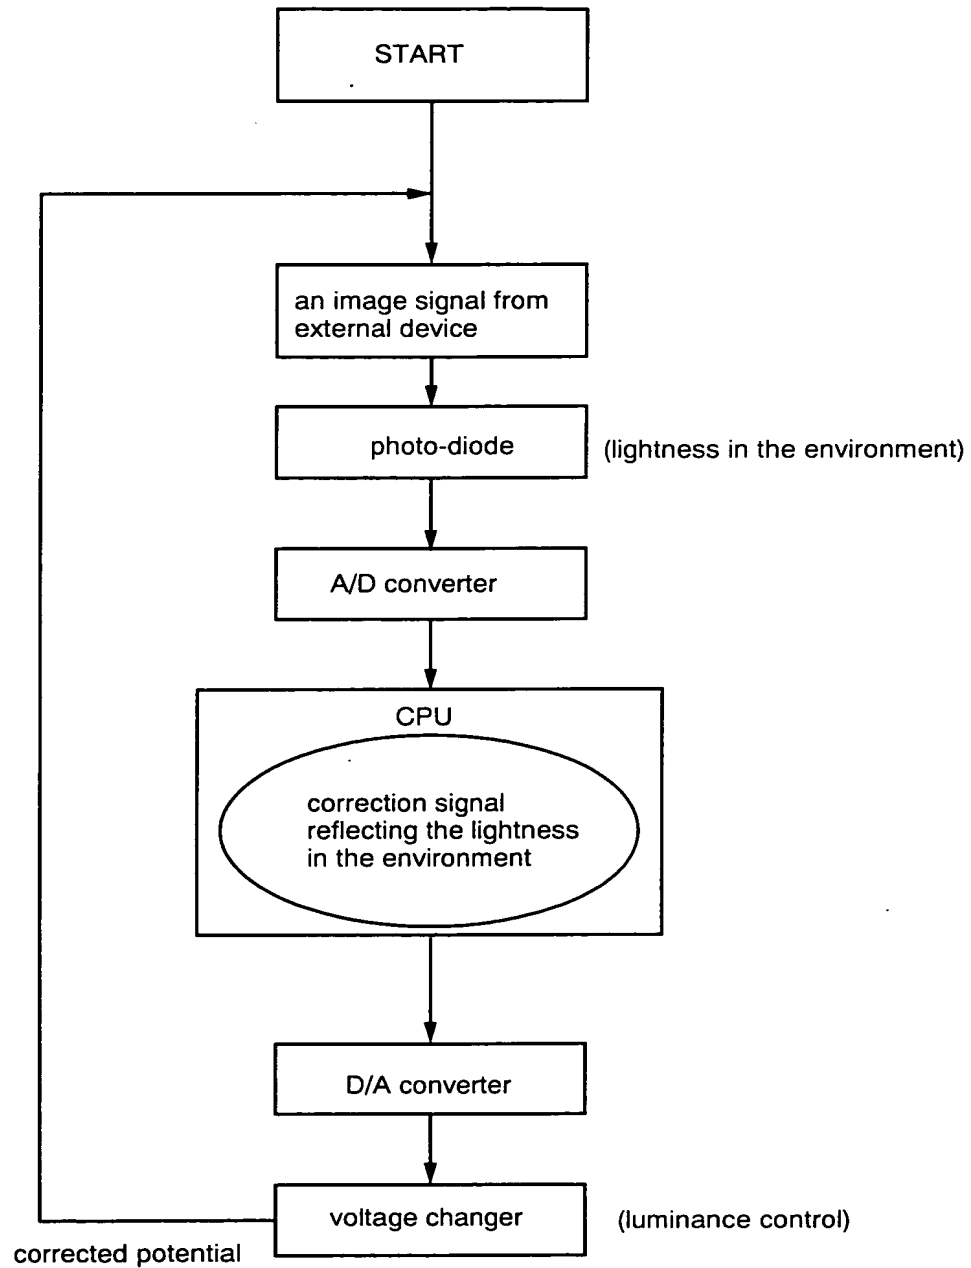 START
an image signal from
external device
photo-diode
(lightness in the environment)
A/D converter
CPU
correction signal
reflecting the lightness
in the environment
D/A converter
voltage changer
(luminance control)
corrected potential